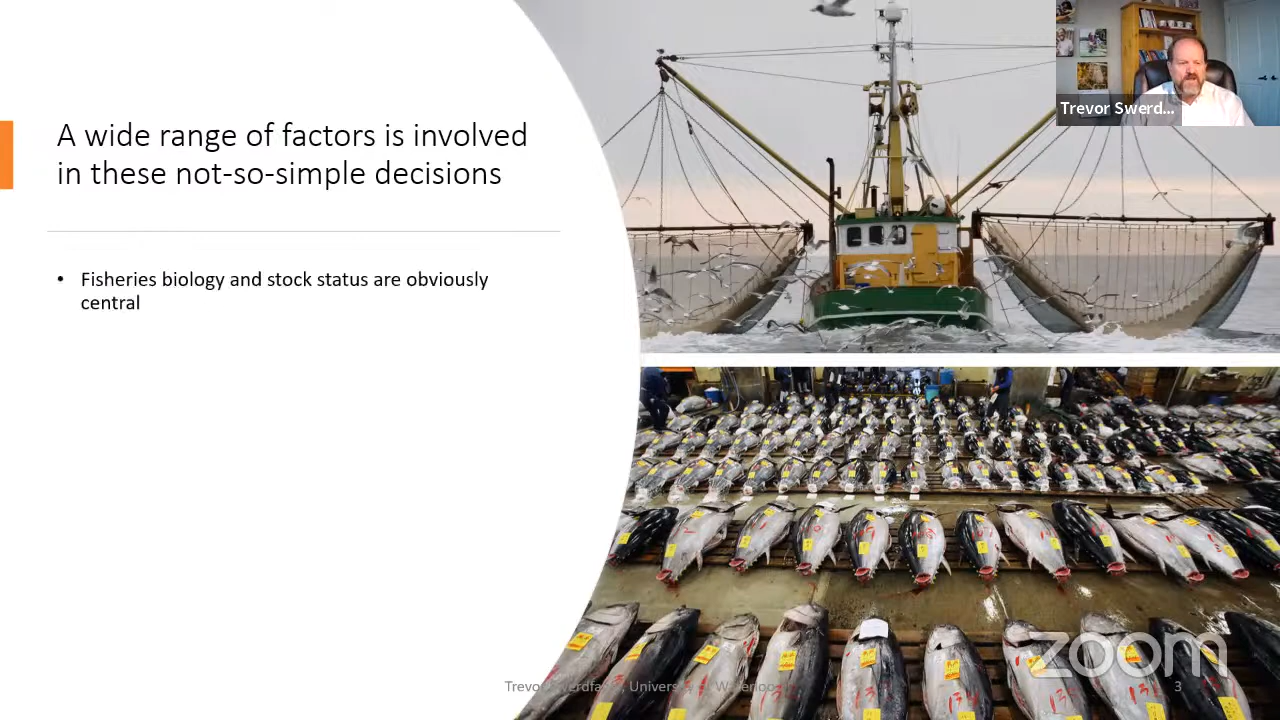 A wide range of factors is involved
in these not-so-simple decisions
• Fisheries biology and stock status are obviously
central
Trevor Swerd...
zoom
3